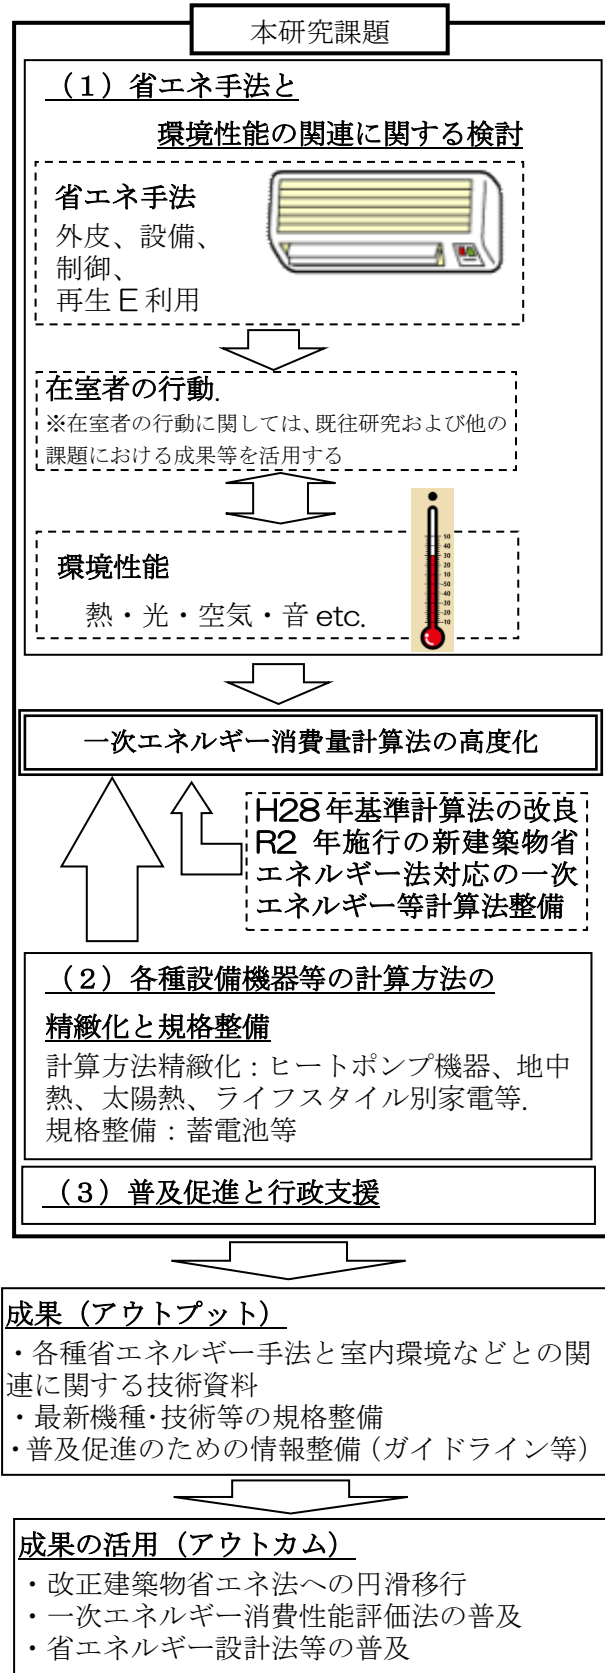 本研究課題
（１）省エネ手法と
環境性能の関連に関する検討
省エネ手法
外皮、設備、
制御、
再生Ｅ利用
在室者の行動.
※在室者の行動に関しては、既往研究および他の
課題における成果等を活用する
環境性能
熱・光・空気・音 etc.
50
40
30
20
10
-50
-40
-30
-20
-10
一次エネルギー消費量計算法の高度化
H28 年基準計算法の改良
R2 年施行の新建築物省
エネルギー法対応の一次
エネルギー等計算法整備
（２）各種設備機器等の計算方法の
精緻化と規格整備
計算方法精緻化：ヒートポンプ機器、地中
熱、太陽熱、ライフスタイル別家電等.
規格整備：蓄電池等
（３）普及促進と行政支援
成果（アウトプット）
・各種省エネルギー手法と室内環境などとの関
連に関する技術資料
・最新機種・技術等の規格整備
・普及促進のための情報整備（ガイドライン等）
成果の活用（アウトカム）
・改正建築物省エネ法への円滑移行
・一次エネルギー消費性能評価法の普及
・省エネルギー設計法等の普及